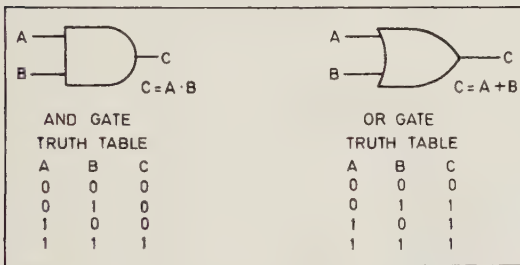 A
B
C
C=A·B
AND GATE
TRUTH TABLE
A B C
0 0 0
0 1 0
1 0 0
1 1 1
A
B
C
C=A+B
OR GATE
TRUTH TABLE
A B C
0 0 0
0 1 1
1 0 1
1 1 1